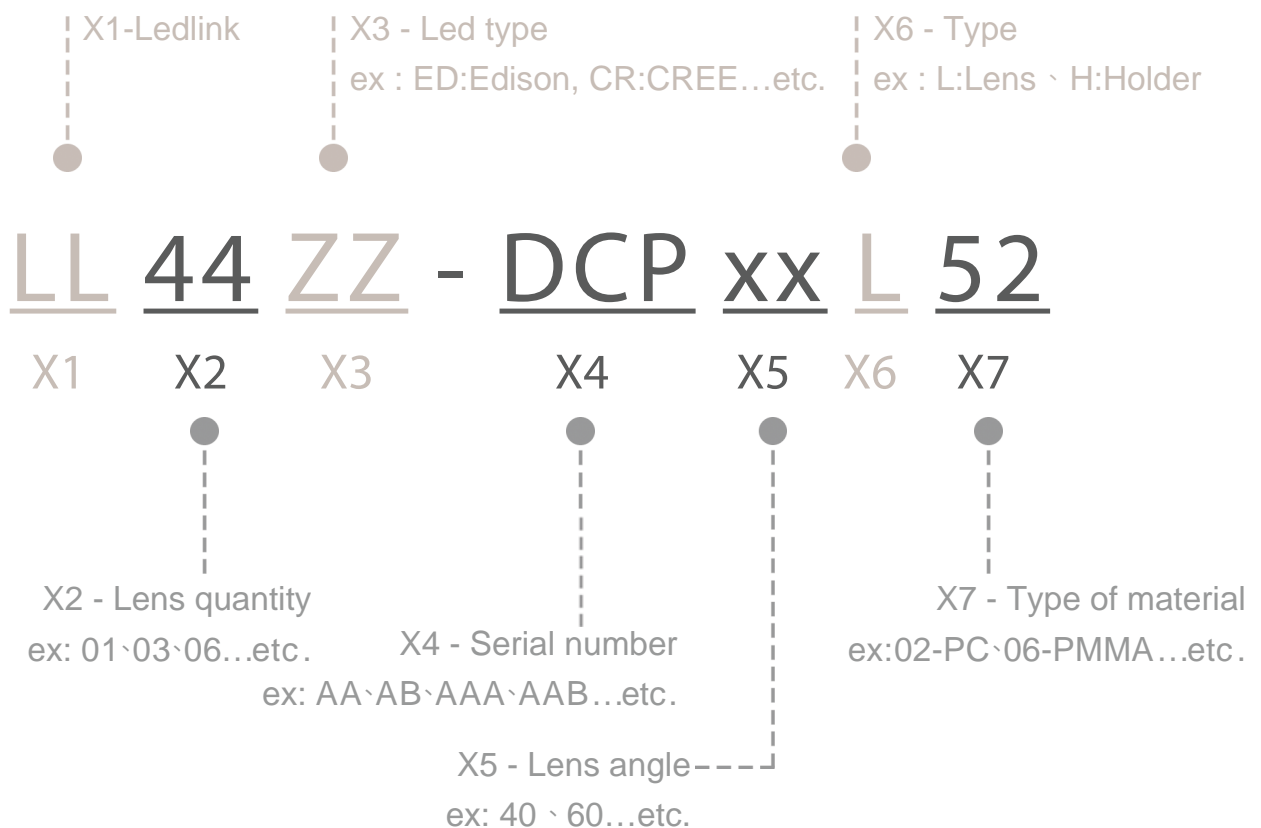 X1-Ledlink
X3 - Led type
ex : ED:Edison, CR:CREE…etc.
X6 - Type
ex : L:Lens、H:Holder
LL 44 ZZ - DCP xx L 52
X1 X2 X3 X4 X5 X6 X7
X2 - Lens quantity
ex: 01、03、06…etc.
X4 - Serial number
ex: AA、AB、AAA、AAB…etc.
X5 - Lens angle
ex: 40、60…etc.
X7 - Type of material
ex:02-PC、06-PMMA…etc.